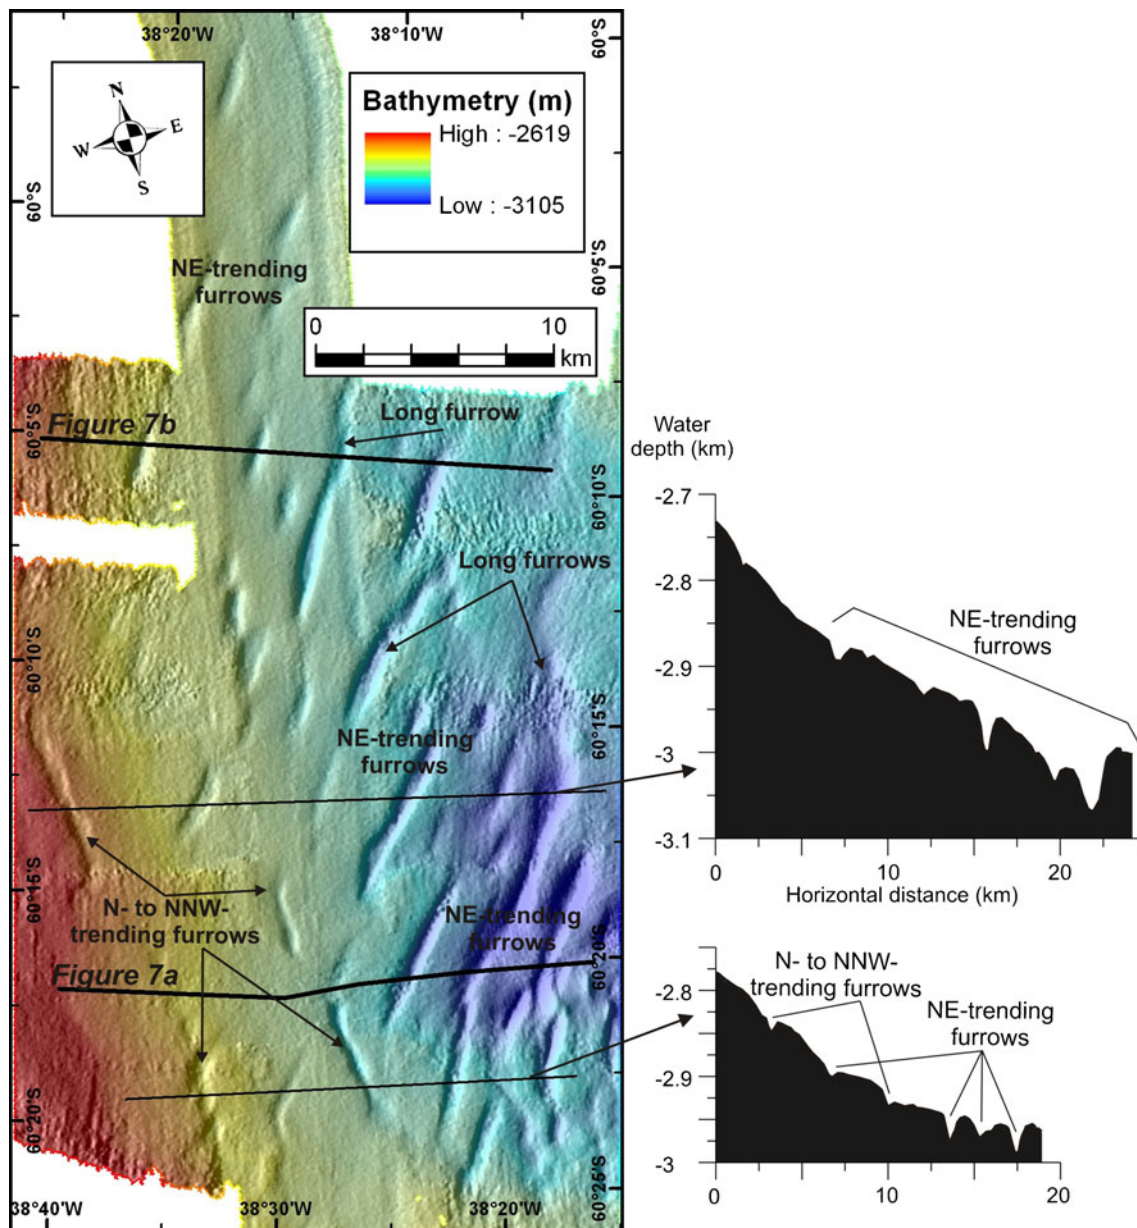 38°20'W
38°10'W
60°S
N
E
W
S
Bathymetry (m)
High : -2619
Low : -3105
60°S
60°5'S
NE-trending
furrows
0
10
km
Figure 7b
60°5'S
Long furrow
60°10'S
Long furrows
60°10'S
60°15'S
NE-trending
furrows
60°15'S
N- to NNW-
trending furrows
NE-trending
furrows
60°20'S
Figure 7a
60°20'S
60°25'S
38°40'W
38°30'W
38°20'W
Water
depth (km)
-2.7
-2.8
-2.9
-3
-3.1
NE-trending
furrows
0
10
20
Horizontal distance (km)
-2.8
-2.9
-3
N- to NNW-
trending furrows
NE-trending
furrows
0
10
20